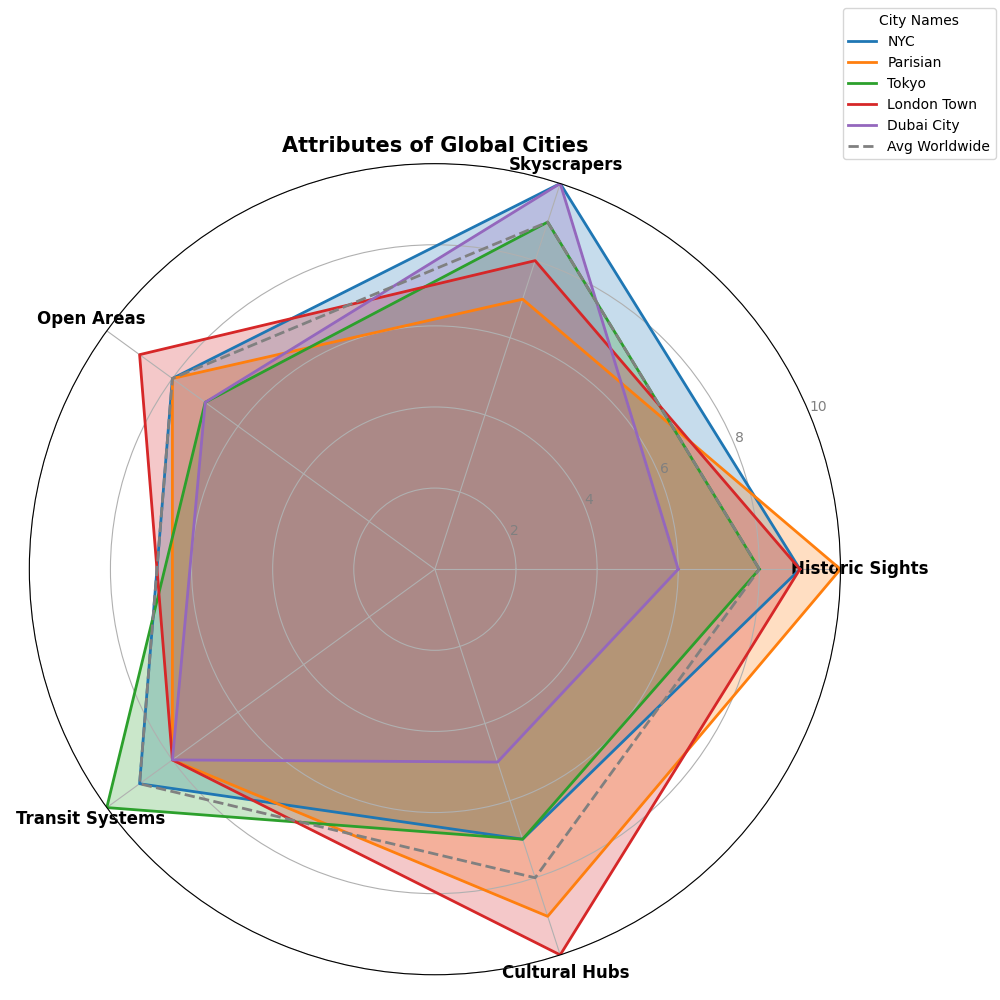 City Names
NYC
Parisian
Tokyo
London Town
Dubai City
Avg Worldwide
Attributes of Global Cities
Skyscrapers
Open Areas
10
8
6
4
2
Historic Sights
Transit Systems
Cultural Hubs